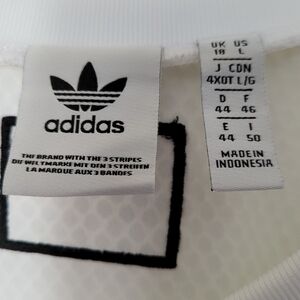 adidas
THE BRAND WITH THE 3 STRIPES
DIE WELTMARKE MIT DEN 3 STREIFEN
LA MARQUE AUX 3 BANDES
UK US
18 L
J CDN
4XOT L/G
D F
44 46
E I
44 50
MADE IN
INDONESIA